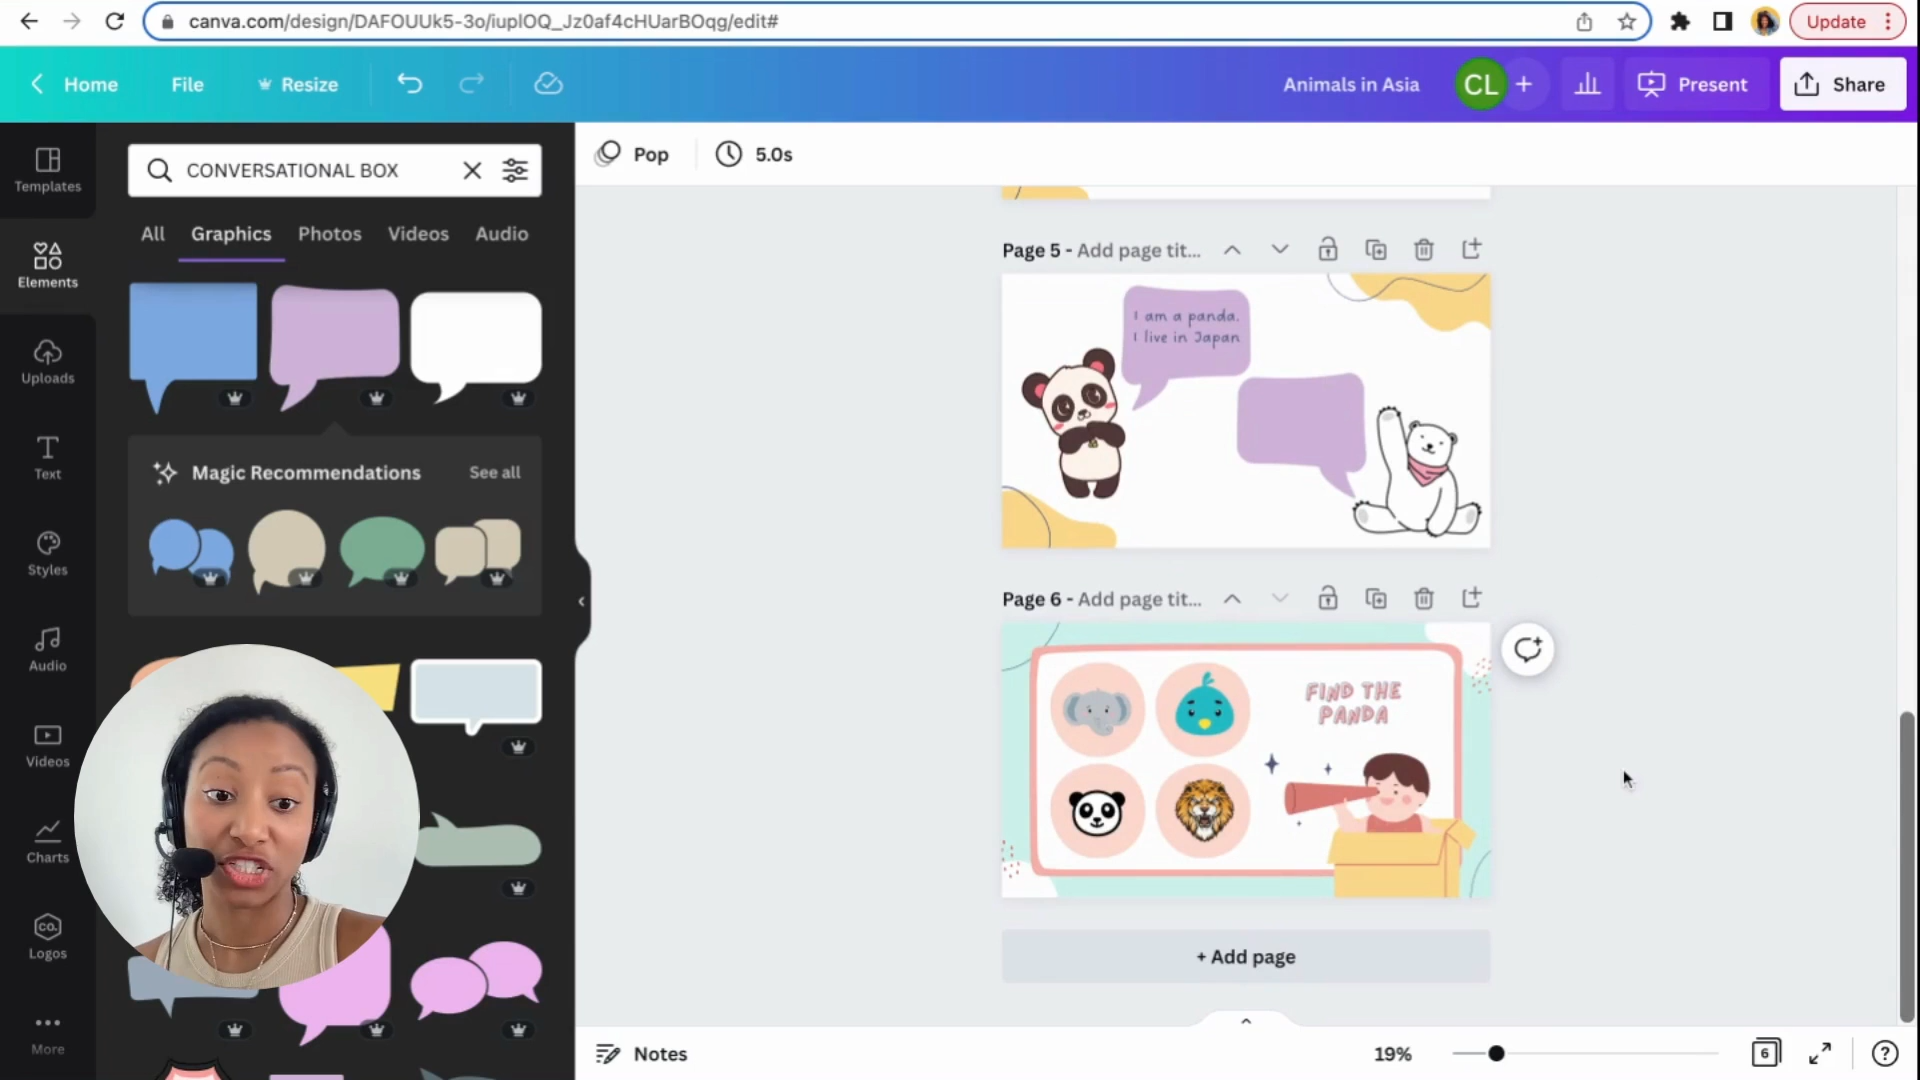 canva.com/design/DAFOUUk5-3o/iuplOQ_Jz0af4cHUarBOqg/edit#
Update
Home
File
Resize
Animals in Asia
CL
Present
Share
Templates
Elements
Uploads
Text
Styles
Audio
Videos
Charts
CO.
Logos
More
CONVERSATIONAL BOX
All
Graphics
Photos
Videos
Audio
Magic Recommendations
See all
Pop
5.0s
Page 5 - Add page tit...
I am a panda.
I live in Japan
Page 6 - Add page tit...
FIND THE
PANDA
+ Add page
Notes
19%
6
?